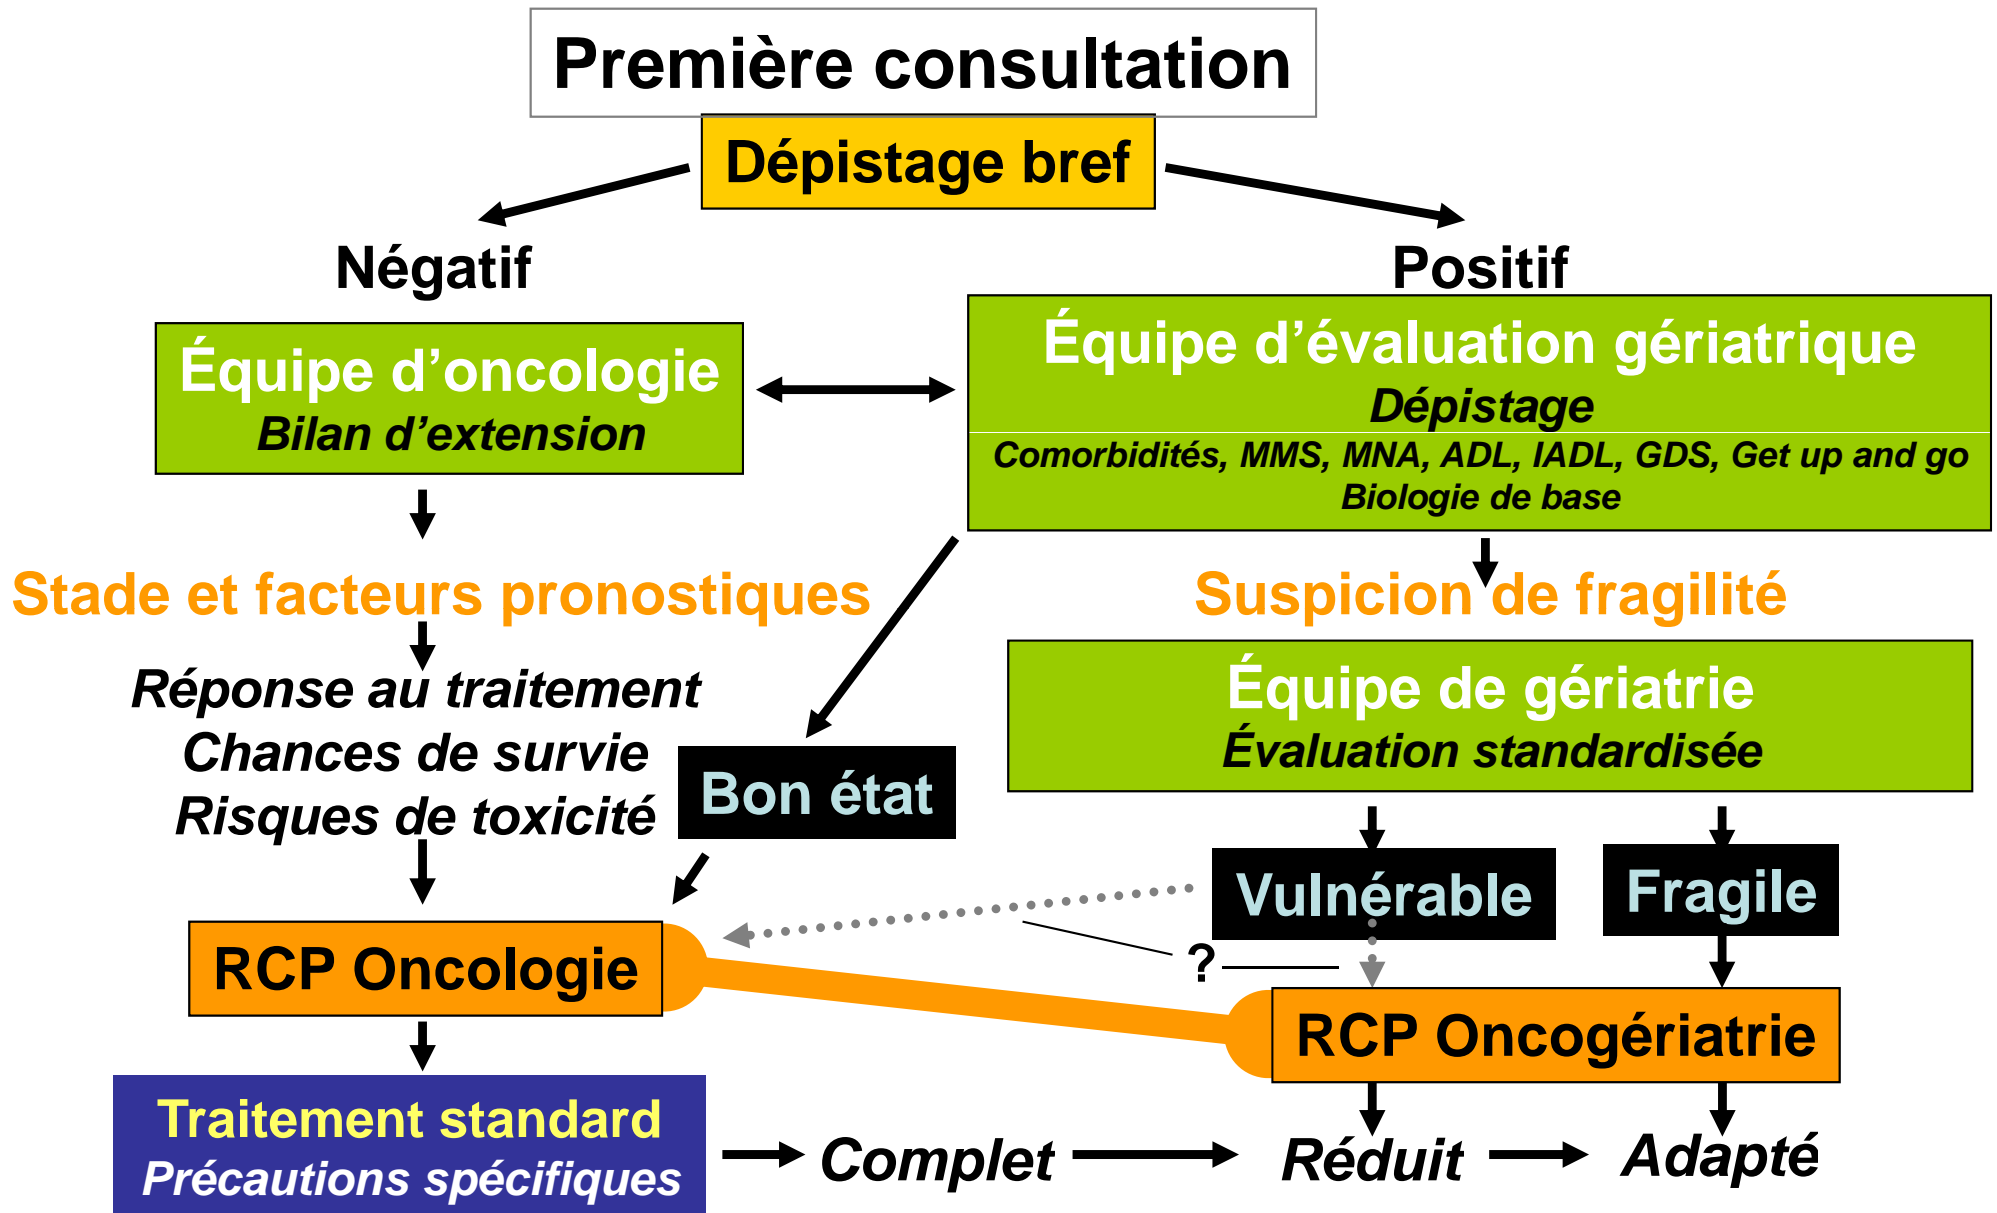 Première consultation
Dépistage bref
Négatif
Positif
Équipe d’oncologie
Bilan d’extension
Équipe d’évaluation gériatrique
Dépistage
Comorbidités, MMS, MNA, ADL, IADL, GDS, Get up and go
Biologie de base
Stade et facteurs pronostiques
Suspicion de fragilité
Réponse au traitement
Chances de survie
Risques de toxicité
Bon état
Équipe de gériatrie
Évaluation standardisée
Vulnérable
Fragile
?
RCP Oncologie
RCP Oncogériatrie
Traitement standard
Précautions spécifiques
Complet
Réduit
Adapté